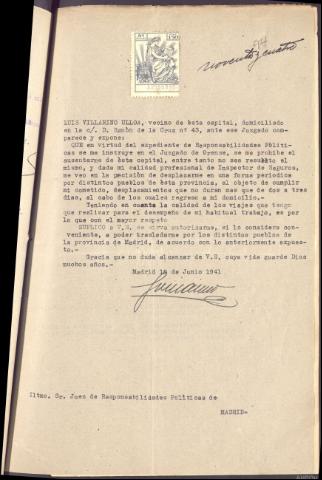 94
noventa y cuatro
1'50
LUIS VILLARINO ULLOA, vecino de esta capital, domiciliado
en la c/. D. Ramón de la Cruz nº 43, ante ese Juzgado com-
parece y expone:
QUE en virtud del expediente de Responsabilidades Políti-
cas se me instruye en el Juzgado de Orense, se me prohibe el
ausentarme de esta capital, entre tanto no sea resuelto el
mismo, y dada mi calidad profesional de Inspector de Seguros,
me veo en la precisión de desplazarme en una forma periodica
por distintos pueblos de esta provincia, al objeto de cumplir
mi cometido, desplazamientos que no duran mas que de dos a tres
dias, al cabo de los cuales regreso a mi domicilio.
Teniendo en cuenta la calidad de los viajes que tengo
que realizar para el desempeño de mi habitual trabajo, es por
lo que con el mayor respeto
SUPLICO a V.S. se sirva autorizarme, si lo considera con-
veniente, a poder trasladarme por los distintos pueblos de
la provincia de Madrid, de acuerdo con lo anteriormente expues-
to.
Gracia que no duda alcanzar de V.S. cuya vida guarde Dios
muchos años.
Madrid 18 de Junio 1941
Iltmo. Sr. Juez de Responsabilidades Políticas de
MADRID-